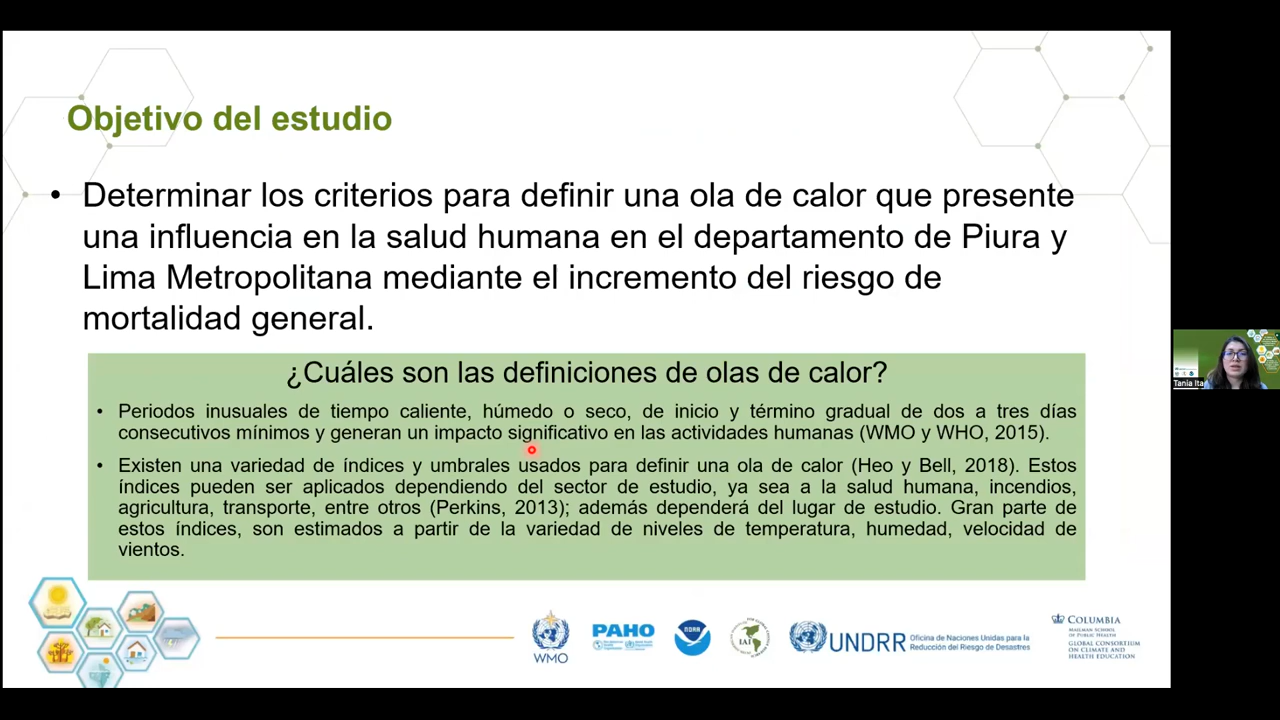 Objetivo del estudio
• Determinar los criterios para definir una ola de calor que presente
una influencia en la salud humana en el departamento de Piura y
Lima Metropolitana mediante el incremento del riesgo de
mortalidad general.
¿Cuáles son las definiciones de olas de calor?
• Periodos inusuales de tiempo caliente, húmedo o seco, de inicio y término gradual de dos a tres días
consecutivos mínimos y generan un impacto significativo en las actividades humanas (WMO y WHO, 2015).
• Existen una variedad de índices y umbrales usados para definir una ola de calor (Heo y Bell, 2018). Estos
índices pueden ser aplicados dependiendo del sector de estudio, ya sea a la salud humana, incendios,
agricultura, transporte, entre otros (Perkins, 2013); además dependerá del lugar de estudio. Gran parte de
estos índices, son estimados a partir de la variedad de niveles de temperatura, humedad, velocidad de
vientos.
Tania Ita
WMO
PAHO
NOAA
IAI
UNDRR
Oficina de Naciones Unidas para la
Reducción del Riesgo de Desastres
COLUMBIA
MAILMAN SCHOOL
OF PUBLIC HEALTH
GLOBAL CONSORTIUM
ON CLIMATE AND
HEALTH EDUCATION